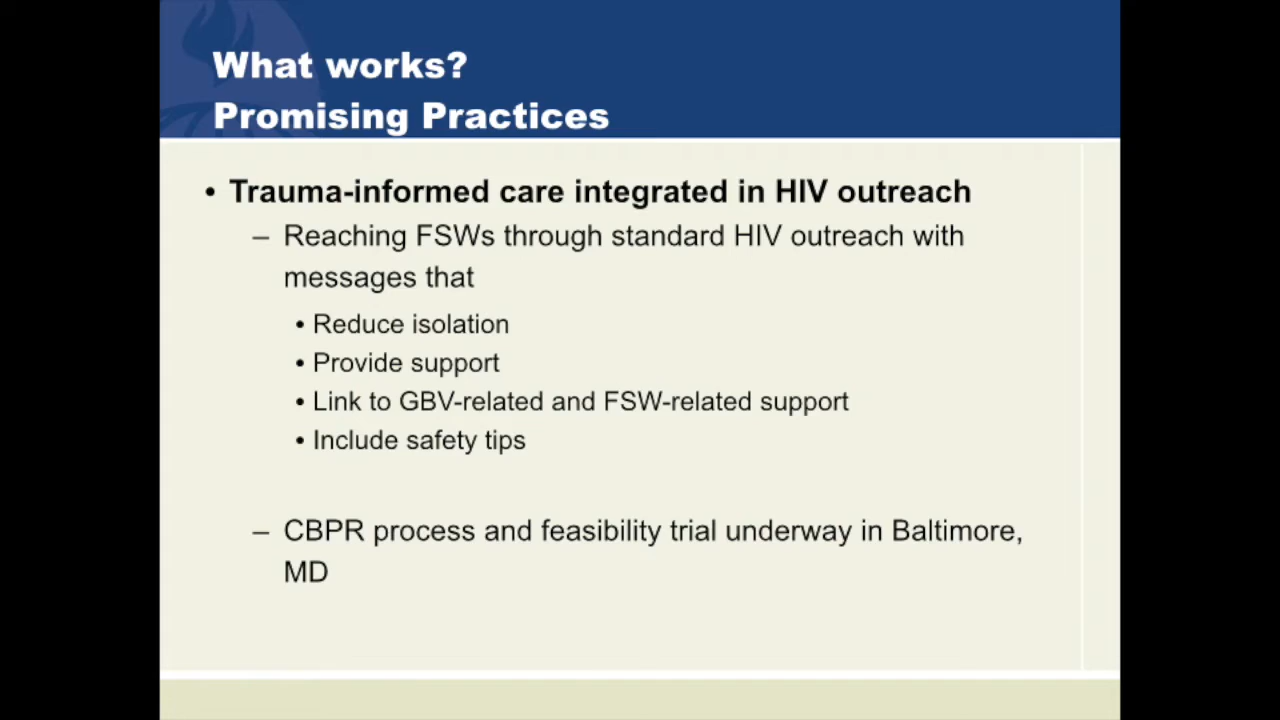 What works?
Promising Practices
• Trauma-informed care integrated in HIV outreach
– Reaching FSWs through standard HIV outreach with
messages that
• Reduce isolation
• Provide support
• Link to GBV-related and FSW-related support
• Include safety tips
– CBPR process and feasibility trial underway in Baltimore,
MD